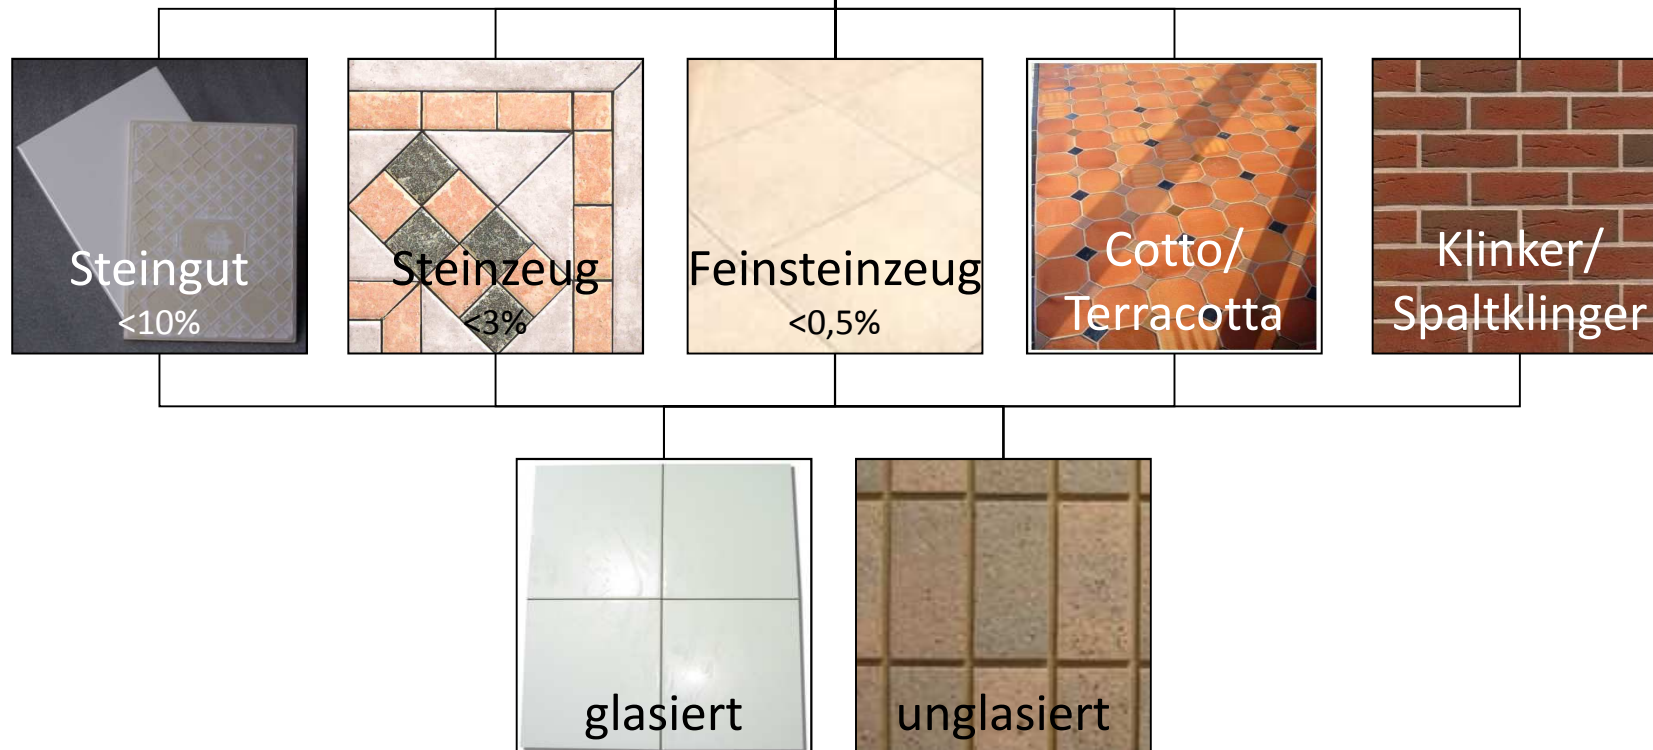 Steingut
<10%
Steinzeug
<3%
Feinsteinzeug
<0,5%
Cotto/
Terracotta
Klinker/
Spaltklinger
glasiert
unglasiert